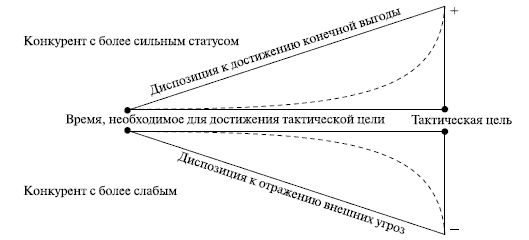 +
Конкурент с более сильным статусом
Диспозиция к достижению конечной выгоды
Время, необходимое для достижения тактической цели
Тактическая цель
Диспозиция к отражению внешних угроз
Конкурент с более слабым
−